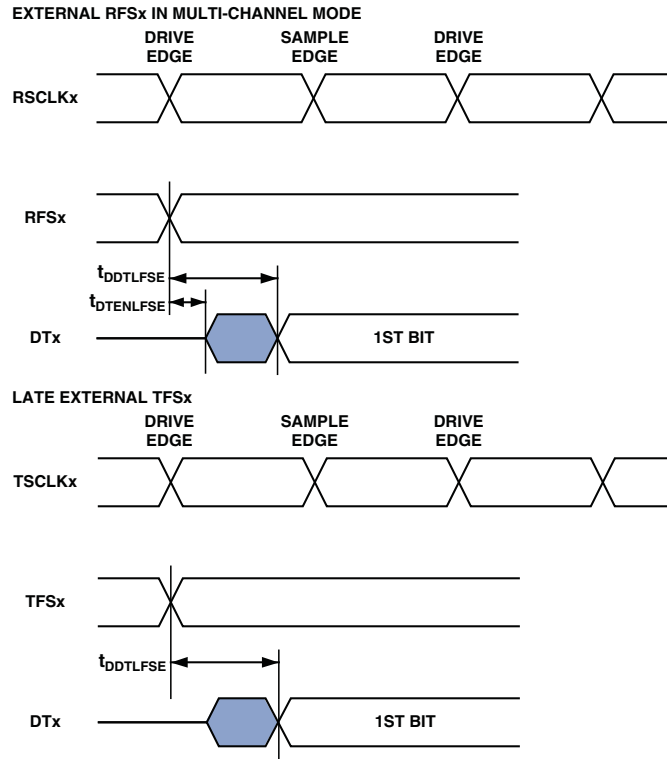 EXTERNAL RFSx IN MULTI-CHANNEL MODE
DRIVE EDGE
SAMPLE EDGE
DRIVE EDGE
RSCLKx
RFSx
tDDTLFSE
tDTENLFSE
DTx
1ST BIT
LATE EXTERNAL TFSx
DRIVE EDGE
SAMPLE EDGE
DRIVE EDGE
TSCLKx
TFSx
tDDTLFSE
DTx
1ST BIT